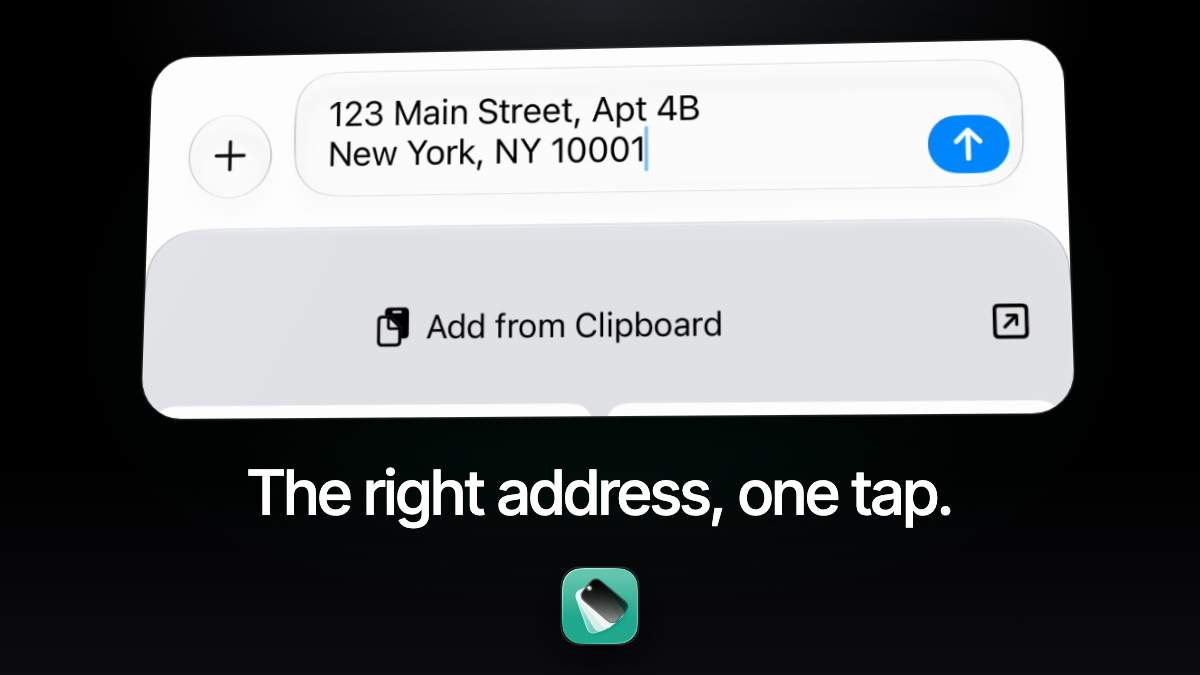 123 Main Street, Apt 4B
New York, NY 10001
Add from Clipboard
The right address, one tap.